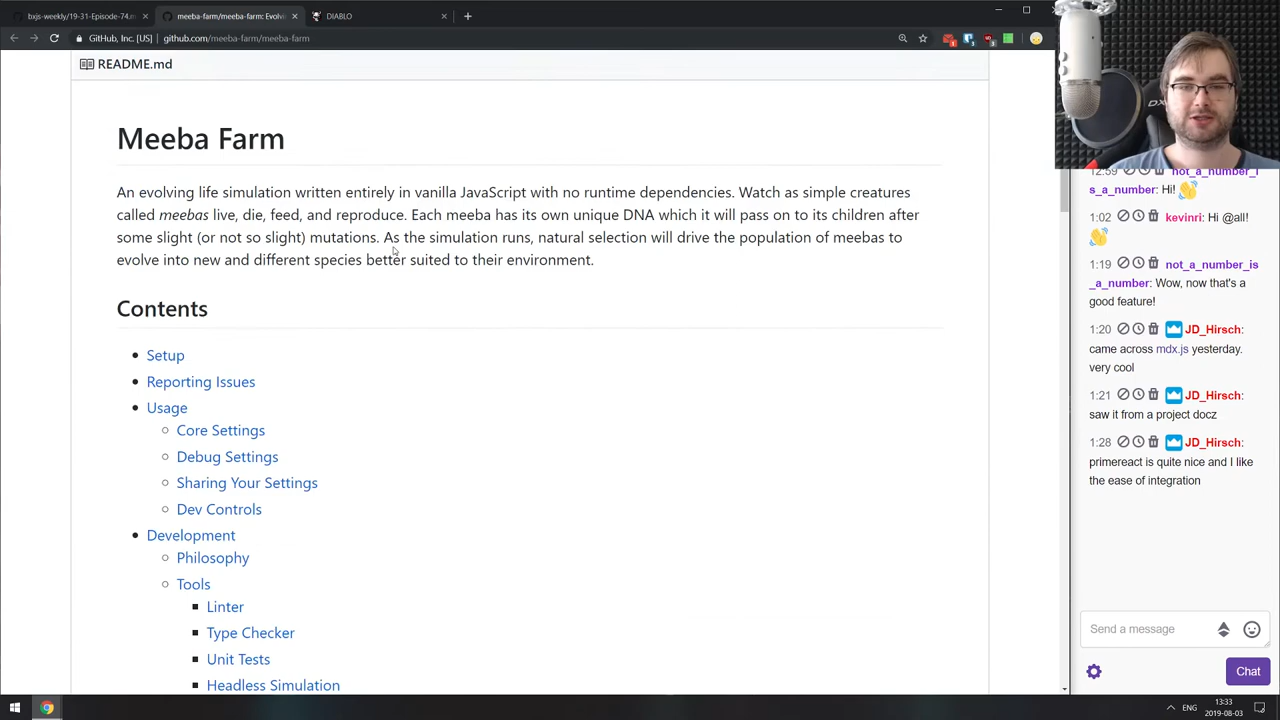 bxjs-weekly/19-31-Episode-74.m
meeba-farm/meeba-farm: Evolvi
DIABLO
GitHub, Inc. [US]
github.com/meeba-farm/meeba-farm
README.md
Meeba Farm
An evolving life simulation written entirely in vanilla JavaScript with no runtime dependencies. Watch as simple creatures
called meebas live, die, feed, and reproduce. Each meeba has its own unique DNA which it will pass on to its children after
some slight (or not so slight) mutations. As the simulation runs, natural selection will drive the population of meebas to
evolve into new and different species better suited to their environment.
Contents
Setup
Reporting Issues
Usage
Core Settings
Debug Settings
Sharing Your Settings
Dev Controls
Development
Philosophy
Tools
Linter
Type Checker
Unit Tests
Headless Simulation
12:59 not_a_number_i
s_a_number: Hi!
1:02 kevinri: Hi @all!
1:19 not_a_number_is
_a_number: Wow, now that's a
good feature!
1:20 JD_Hirsch:
came across mdx.js yesterday.
very cool
1:21 JD_Hirsch:
saw it from a project docz
1:28 JD_Hirsch:
primereact is quite nice and I like
the ease of integration
Send a message
Chat
ENG
13:33
2019-08-03